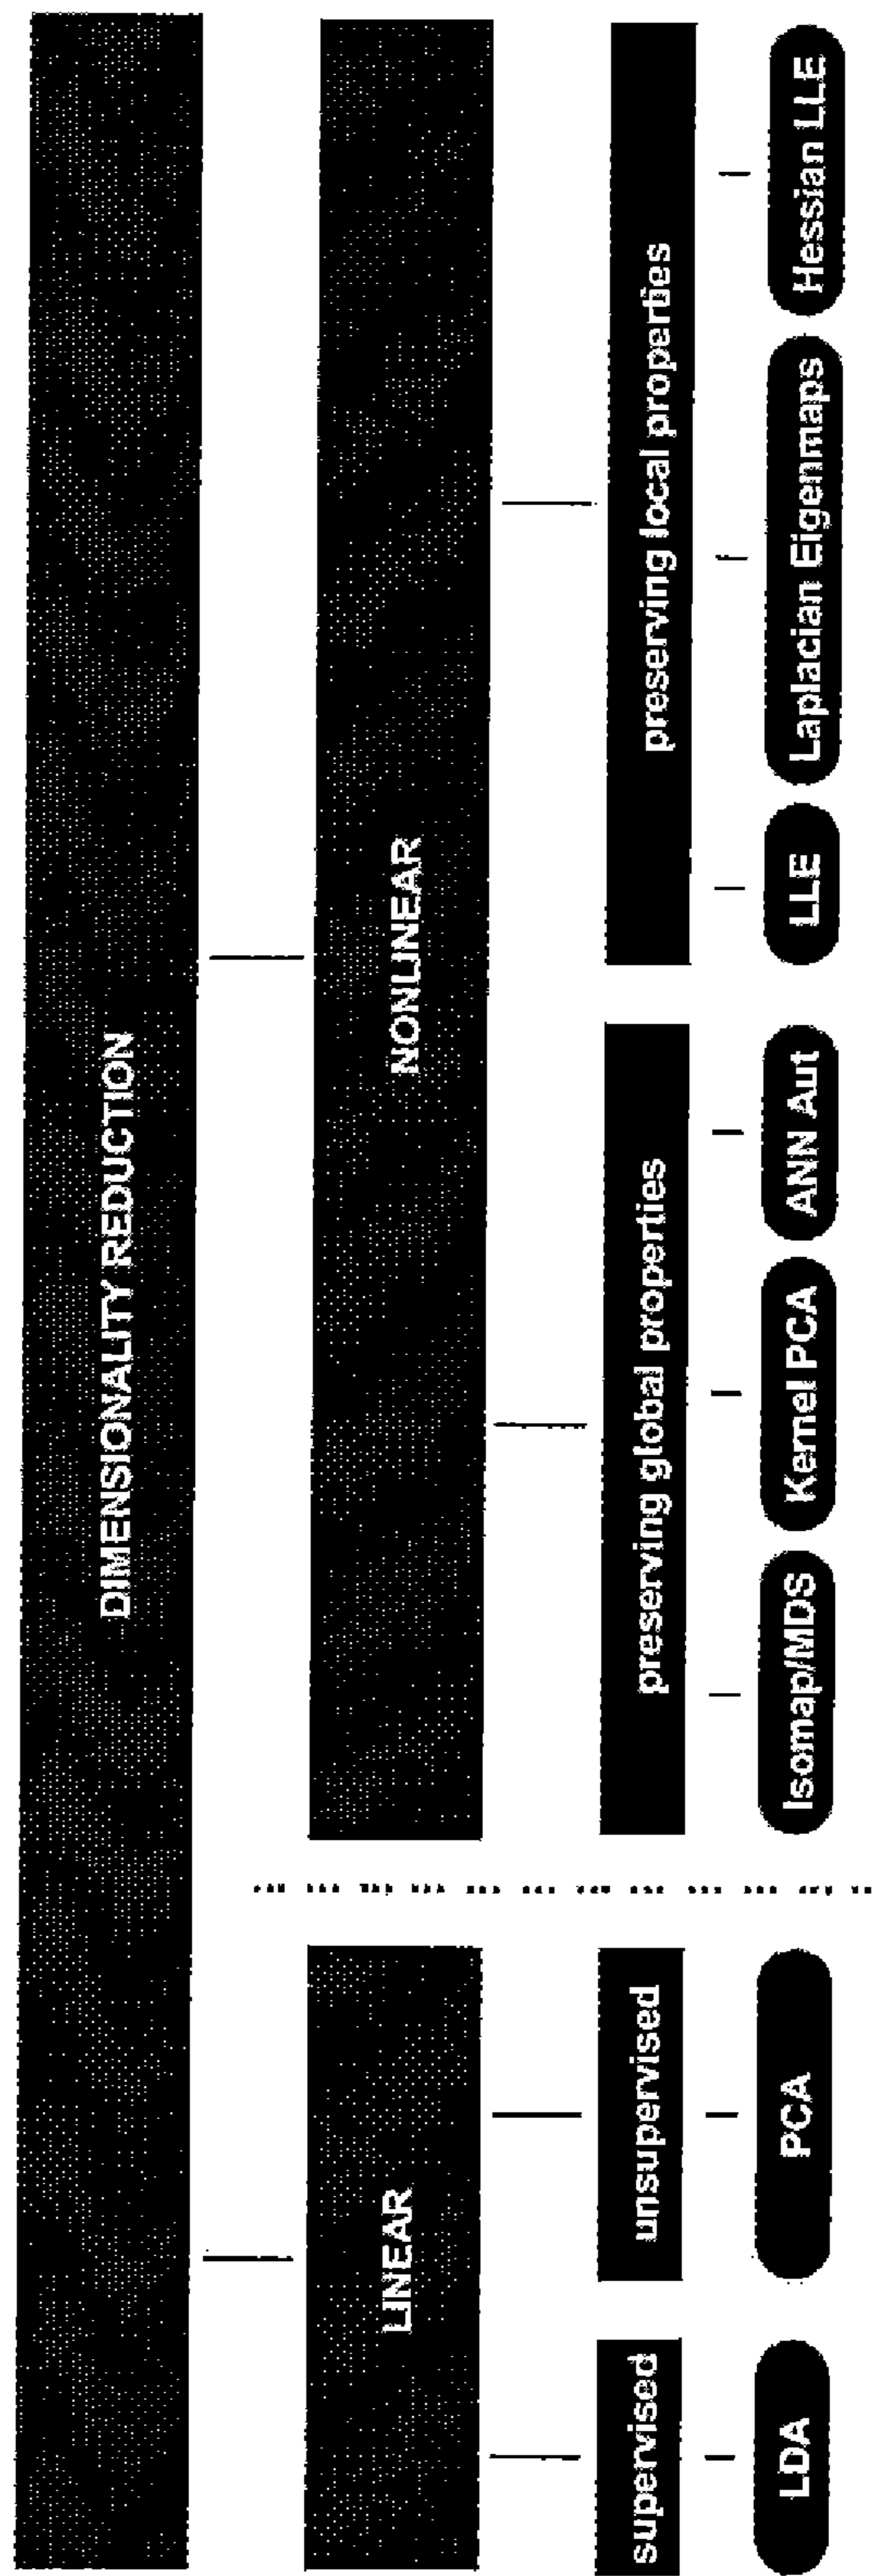 DIMENSIONALITY REDUCTION
LINEAR
NONLINEAR
supervised
unsupervised
preserving global properties
preserving local properties
LDA
PCA
Isomap/MDS
Kernel PCA
ANN Aut
LLE
Laplacian Eigenmaps
Hessian LLE